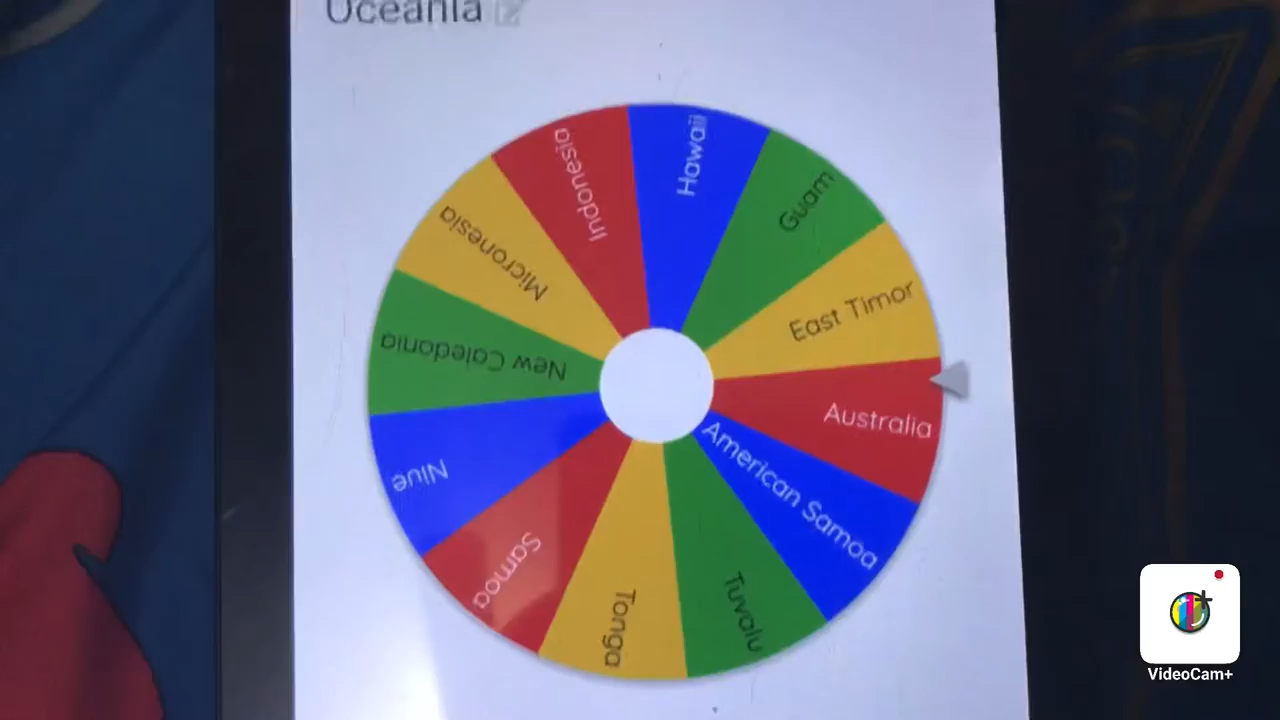 Oceania
Hawaii
Guam
East Timor
Australia
American Samoa
Tuvalu
Tonga
Samoa
Niue
New Caledonia
Micronesia
Indonesia
VideoCam+